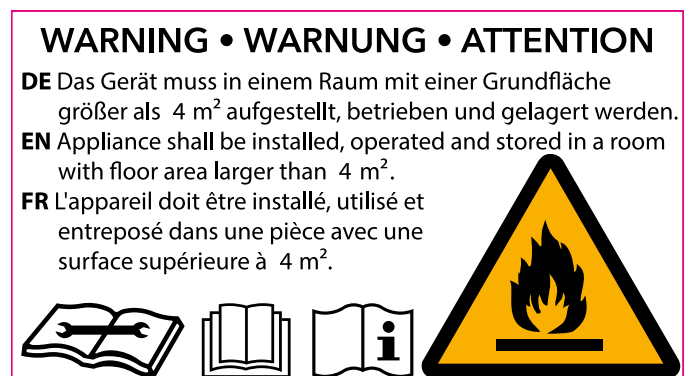 WARNING • WARNUNG • ATTENTION
DE Das Gerät muss in einem Raum mit einer Grundfläche
größer als 4 m² aufgestellt, betrieben und gelagert werden.
EN Appliance shall be installed, operated and stored in a room
with floor area larger than 4 m².
FR L'appareil doit être installé, utilisé et
entreposé dans une pièce avec une
surface supérieure à 4 m².
i